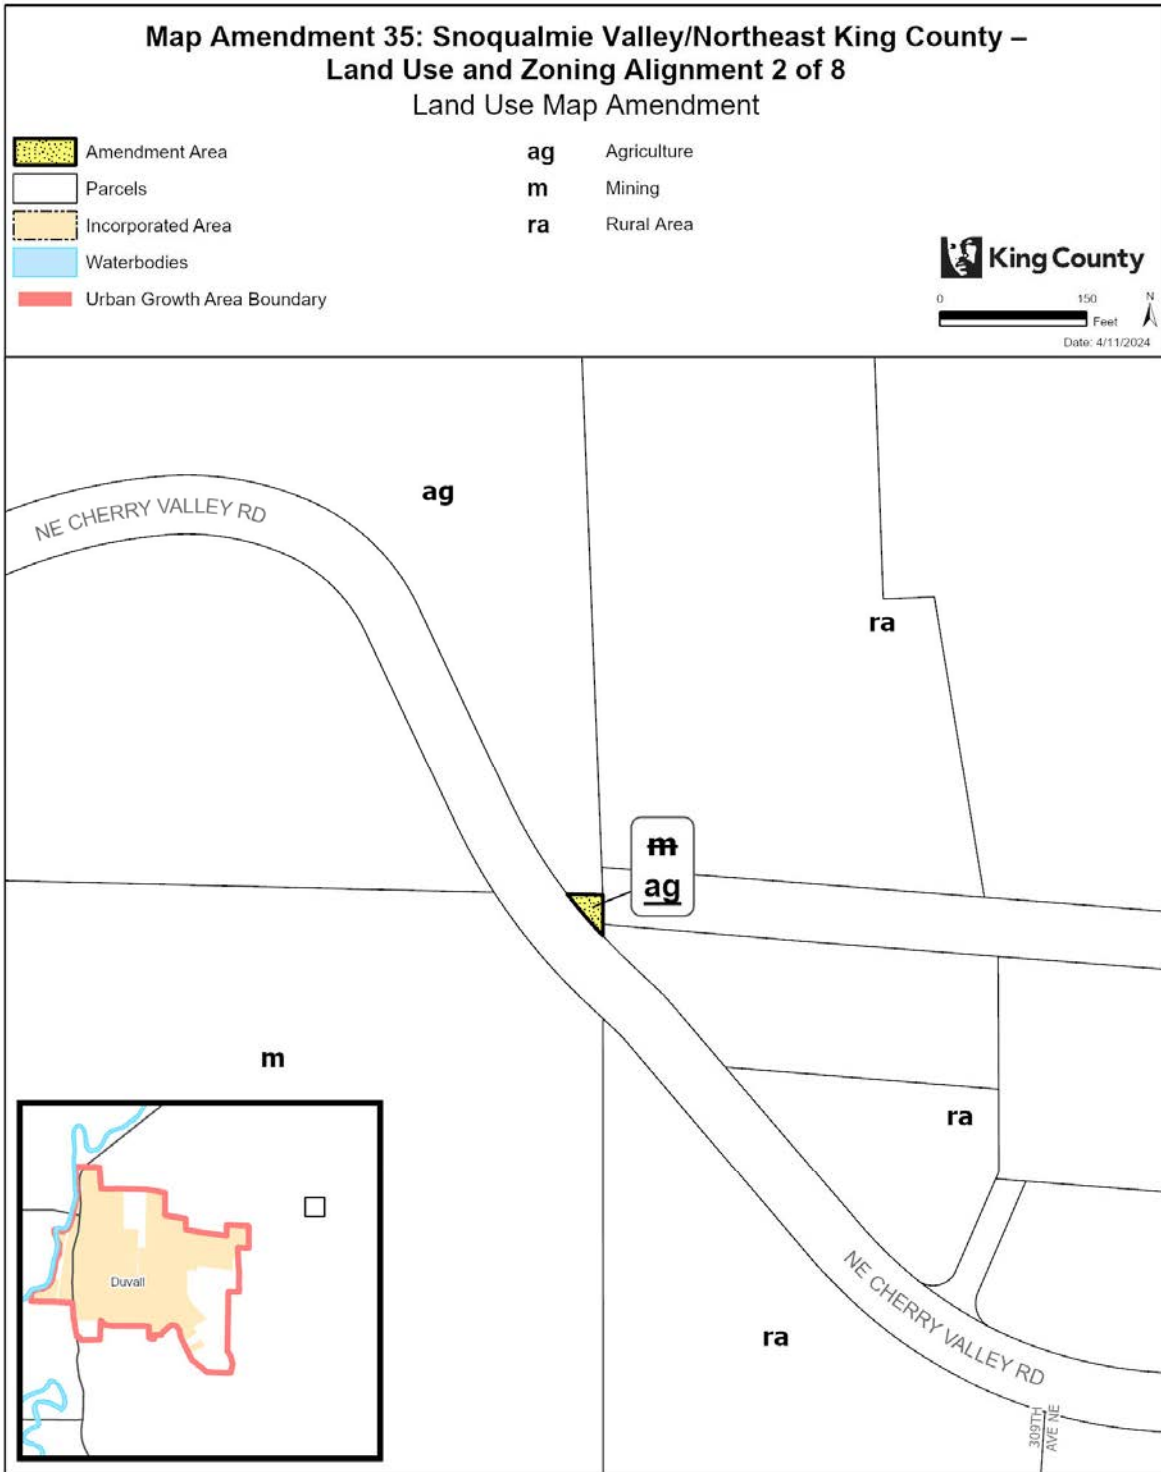 Map Amendment 35: Snoqualmie Valley/Northeast King County –
Land Use and Zoning Alignment 2 of 8
Land Use Map Amendment
Amendment Area
Parcels
Incorporated Area
Waterbodies
Urban Growth Area Boundary
ag Agriculture
m Mining
ra Rural Area
King County
0 150
Feet
N
Date: 4/11/2024
ag
NE CHERRY VALLEY RD
ra
m
ag
m
ra
Duvall
NE CHERRY VALLEY RD
ra
309TH
AVE NE